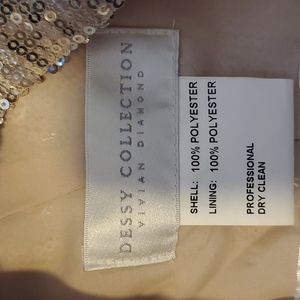 DESSY COLLECTION
VIVIAN DIAMOND
SHELL: 100% POLYESTER
LINING: 100% POLYESTER
PROFESSIONAL
DRY CLEAN